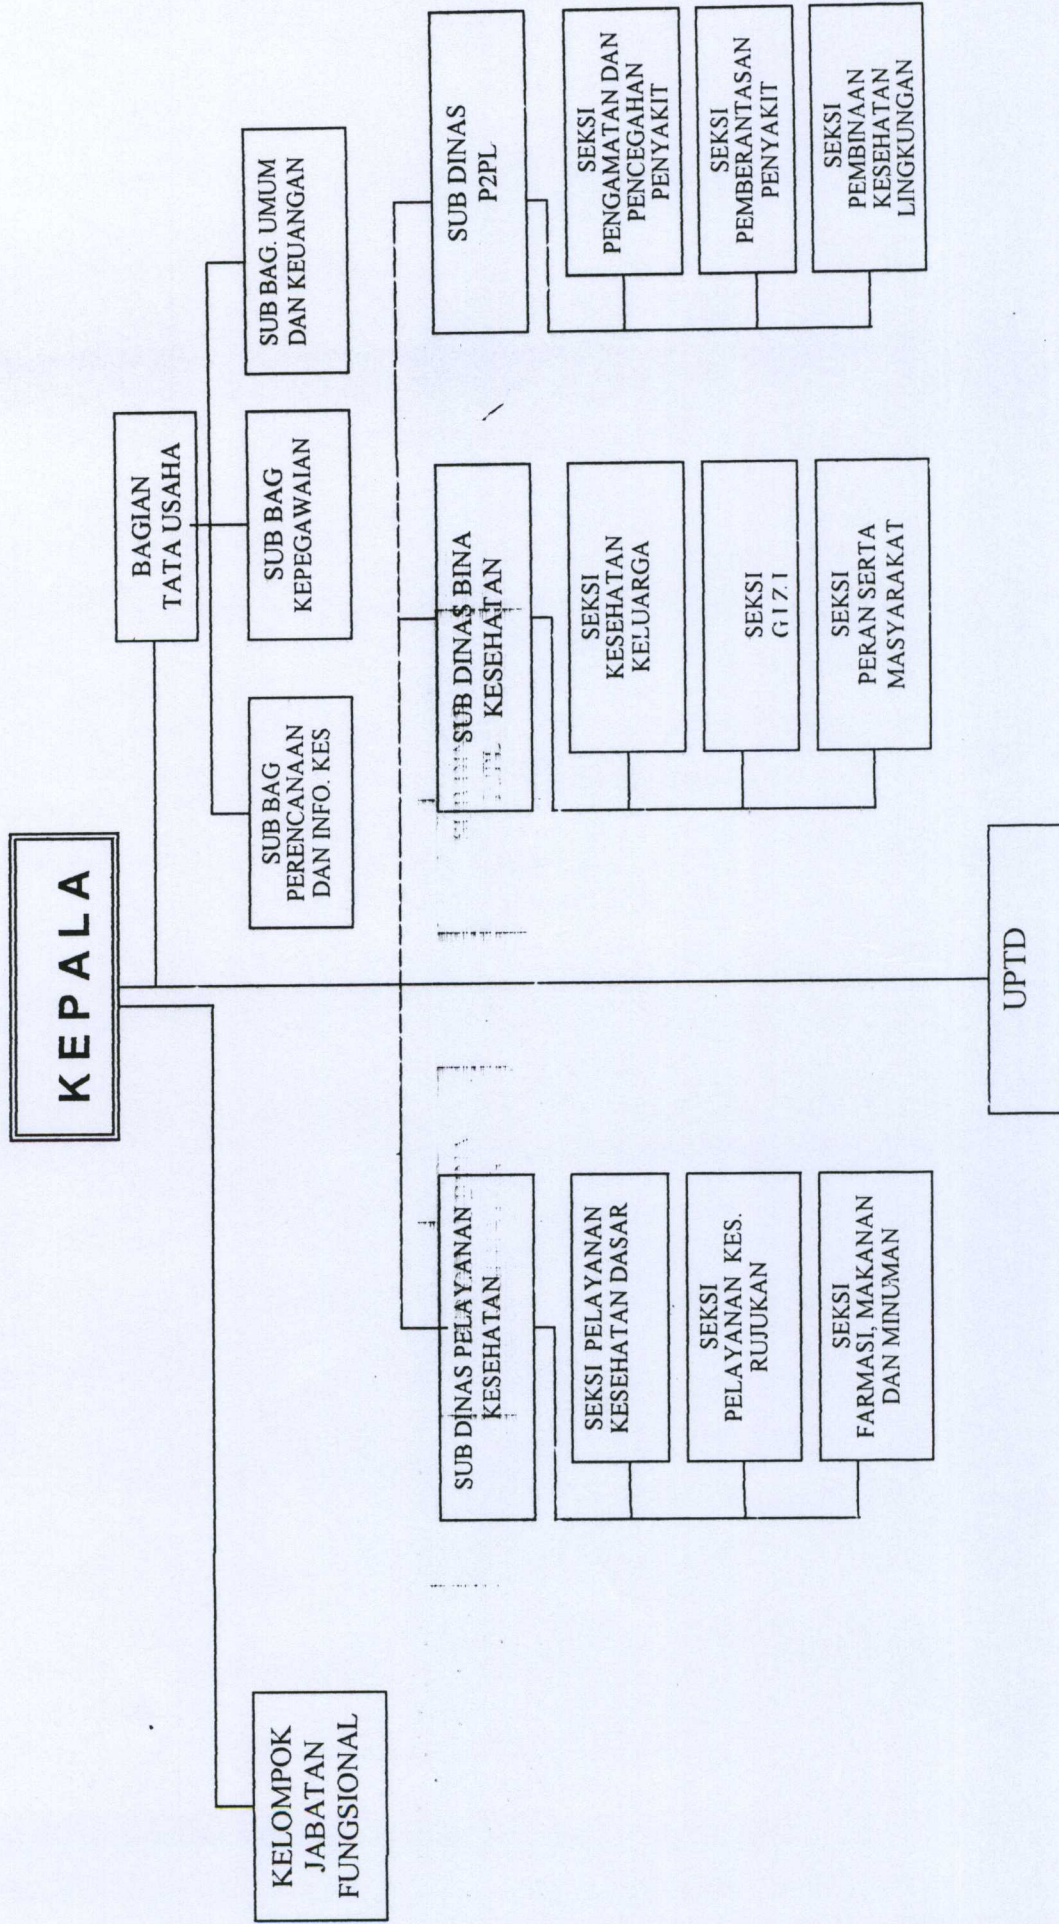 KEPALA
BAGIAN
TATA USAHA
KELOMPOK
JABATAN
FUNGSIONAL
SUB BAG
PERENCANAAN
DAN INFO. KES
SUB BAG
KEPEGAWAIAN
SUB BAG. UMUM
DAN KEUANGAN
SUB DINAS PELAYANAN
KESEHATAN
SEKSI PELAYANAN
KESEHATAN DASAR
SEKSI
PELAYANAN KES.
RUJUKAN
SEKSI
FARMASI, MAKANAN
DAN MINUMAN
SUB DINAS BINA
KESEHATAN
SEKSI
KESEHATAN
KELUARGA
SEKSI
G I Z I
SEKSI
PERAN SERTA
MASYARAKAT
SUB DINAS
P2PL
SEKSI
PENGAMATAN DAN
PENCEGAHAN
PENYAKIT
SEKSI
PEMBERANTASAN
PENYAKIT
SEKSI
PEMBINAAN
KESEHATAN
LINGKUNGAN
UPTD